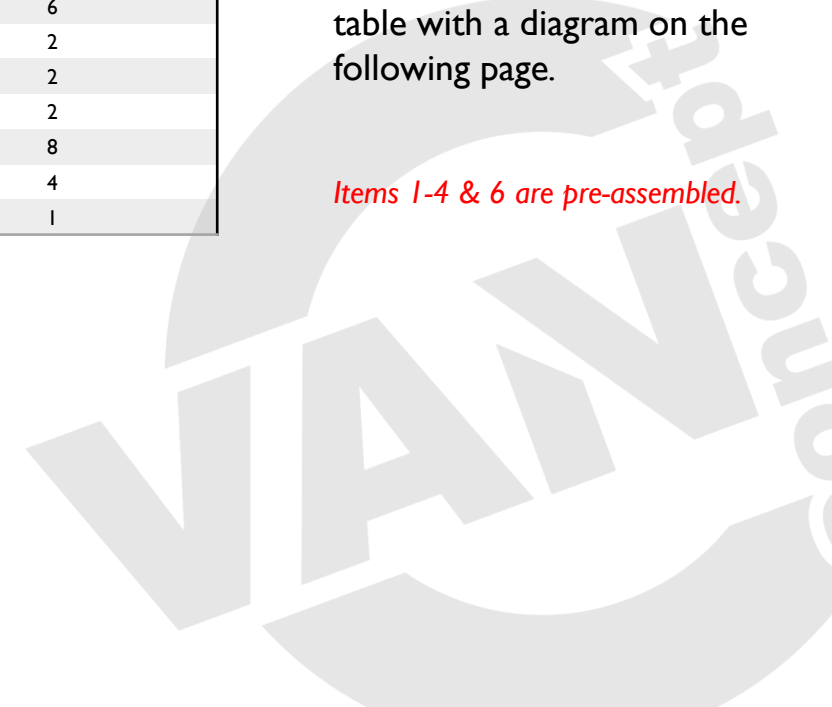 6
2
2
2
8
4
1
table with a diagram on the
following page.
Items 1-4 & 6 are pre-assembled.
VAN
concept